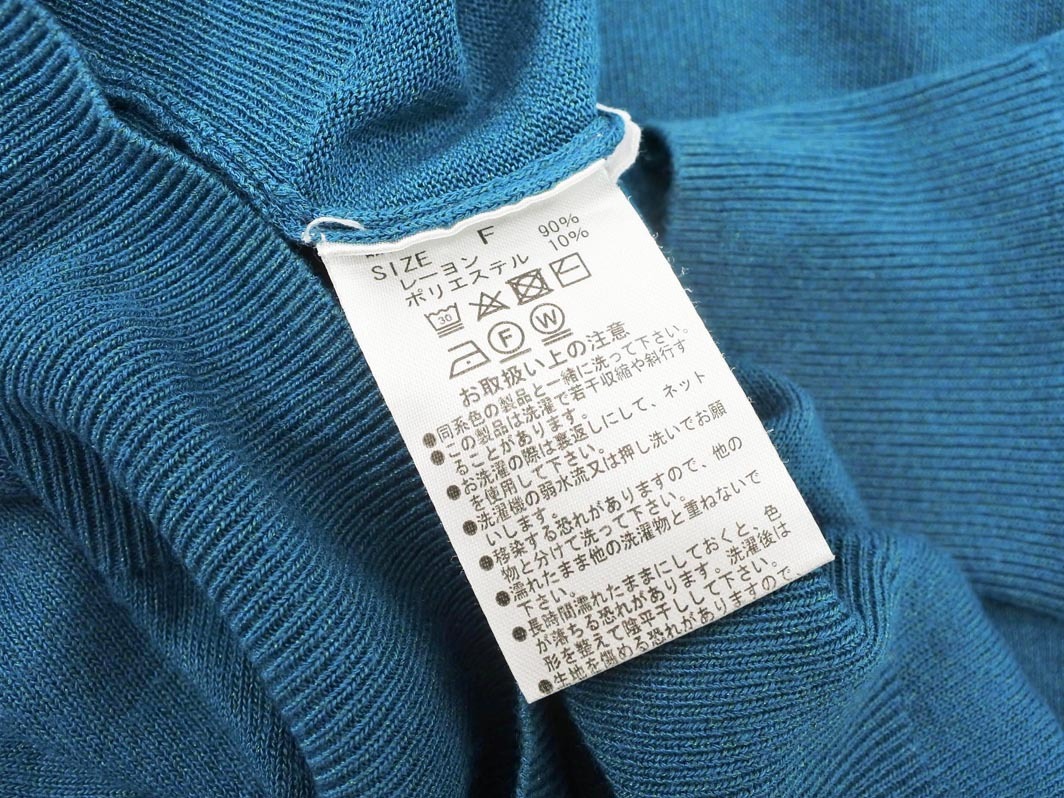 SIZE F
レーヨン 90%
ポリエステル 10%
30
F W
お取扱い上の注意
●同系色の製品と一緒に洗って下さい。
●この製品は洗濯で若干収縮や斜行す
ることがあります。
●お洗濯の際は裏返しにして、ネット
を使用して下さい。
●洗濯機の弱水流又は押し洗いでお願
いします。
●移染する恐れがありますので、他の
物と分けて洗って下さい。
●濡れたまま他の洗濯物と重ねないで
下さい。
●長時間濡れたままにしておくと、色
が落ちる恐れがあります。洗濯後は
形を整えて陰平干しして下さい。
●生地を傷める恐れがありますので